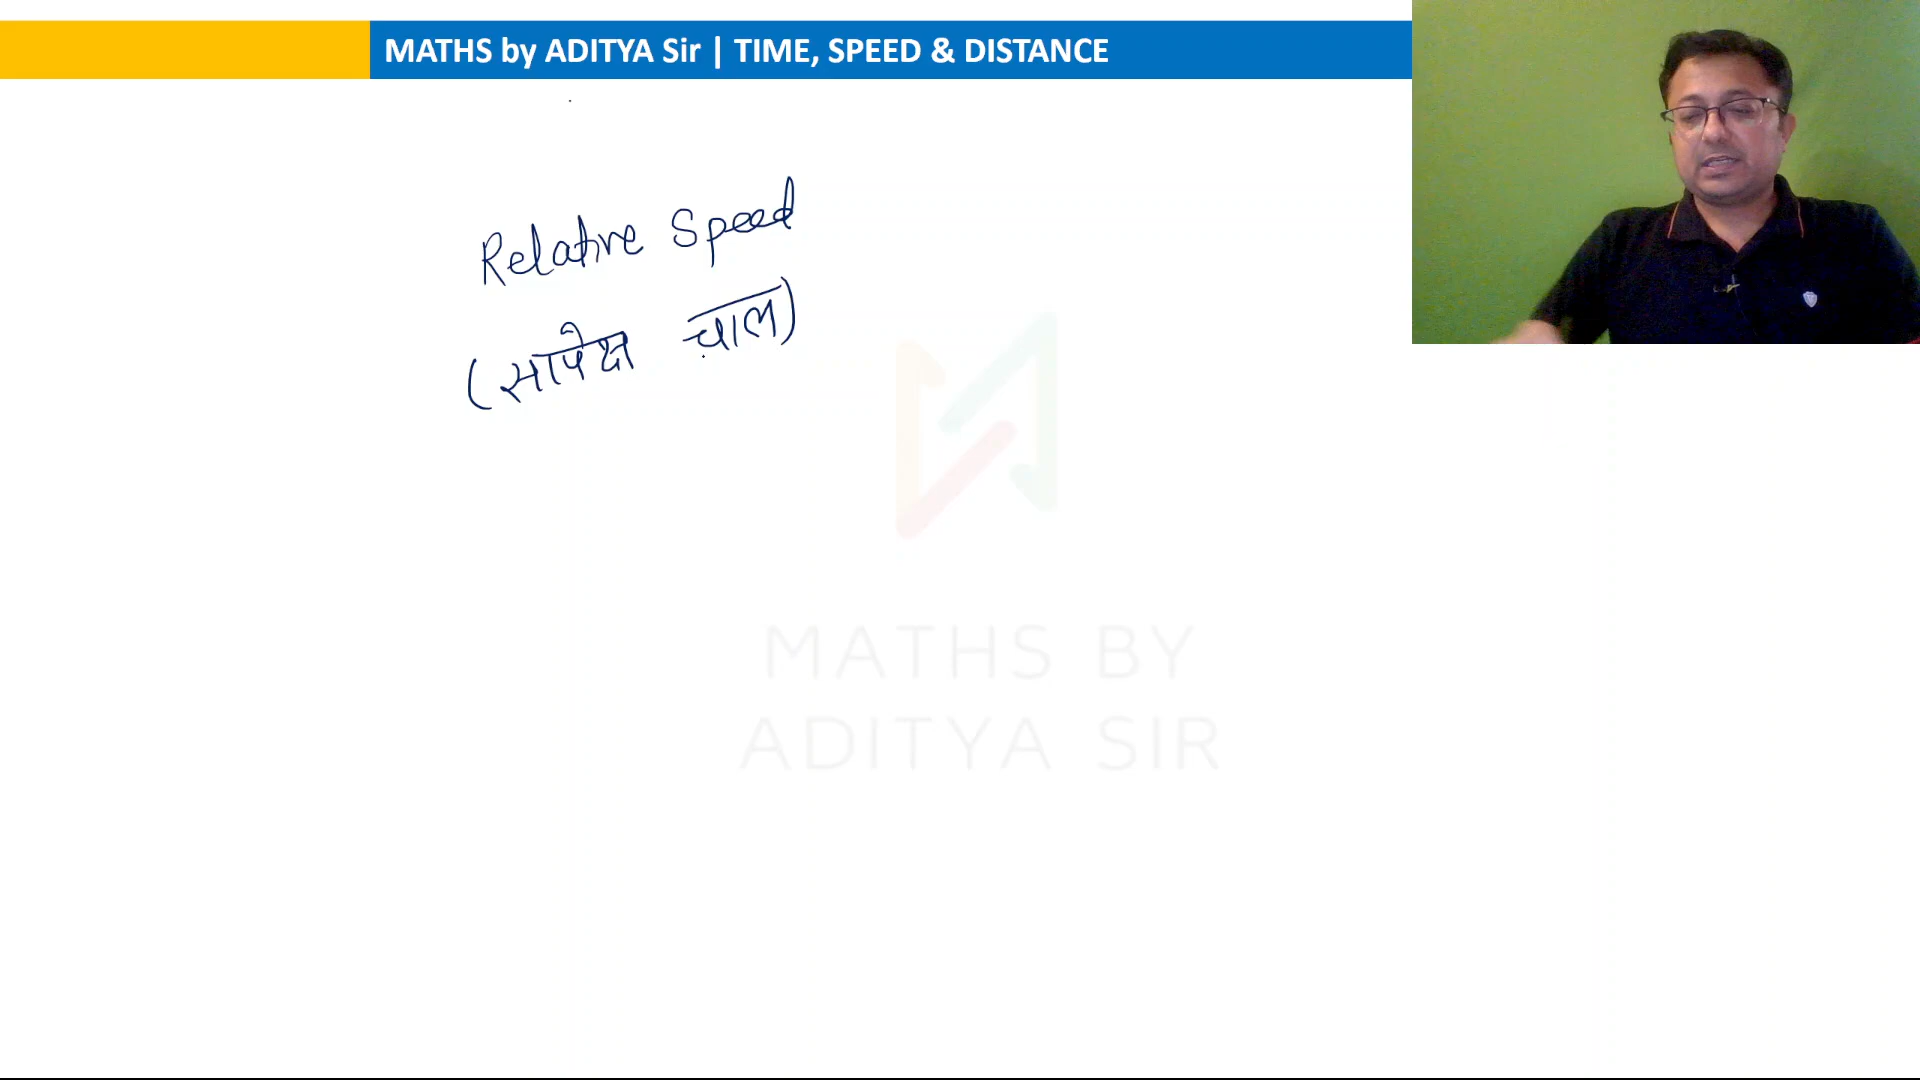 MATHS by ADITYA Sir | TIME, SPEED & DISTANCE
Relative Speed
(सापेक्ष चाल)
MATHS BY
ADITYA SIR